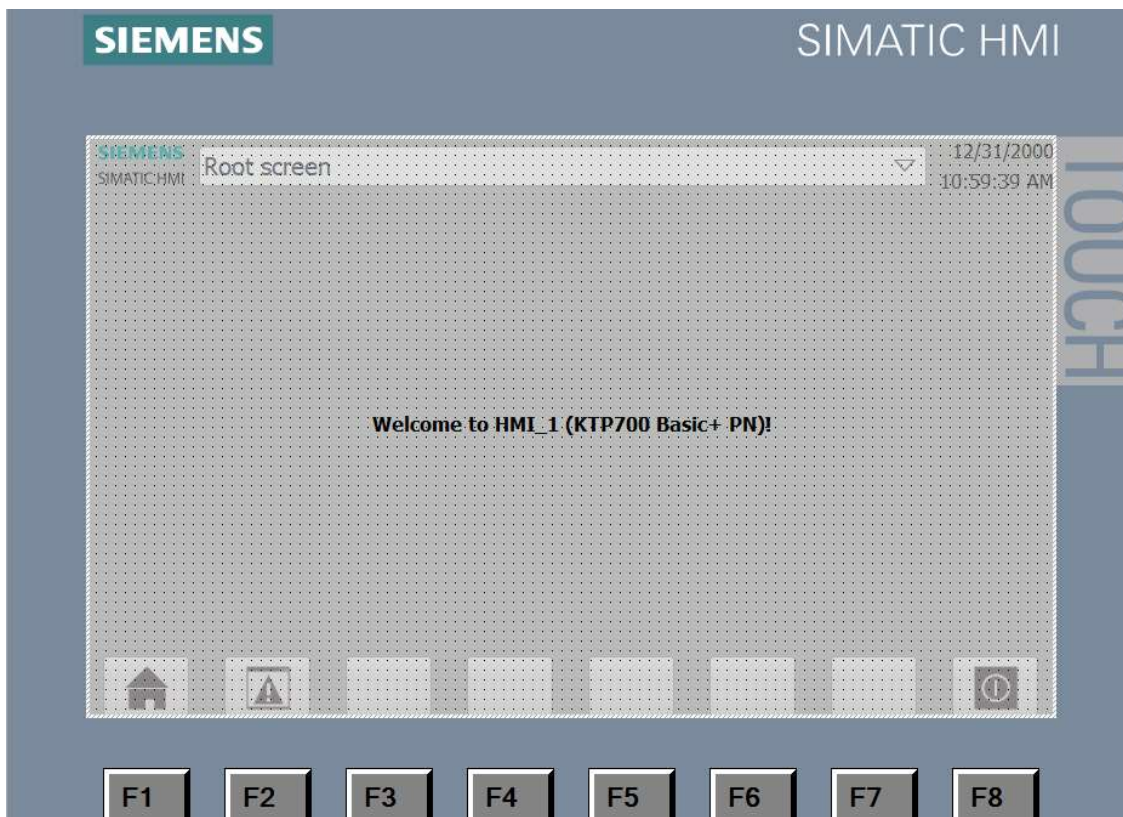 SIEMENS
SIMATIC HMI
SIEMENS
SIMATIC HMI
Root screen
12/31/2000
10:59:39 AM
TOUCH
Welcome to HMI_1 (KTP700 Basic+ PN)!
F1
F2
F3
F4
F5
F6
F7
F8